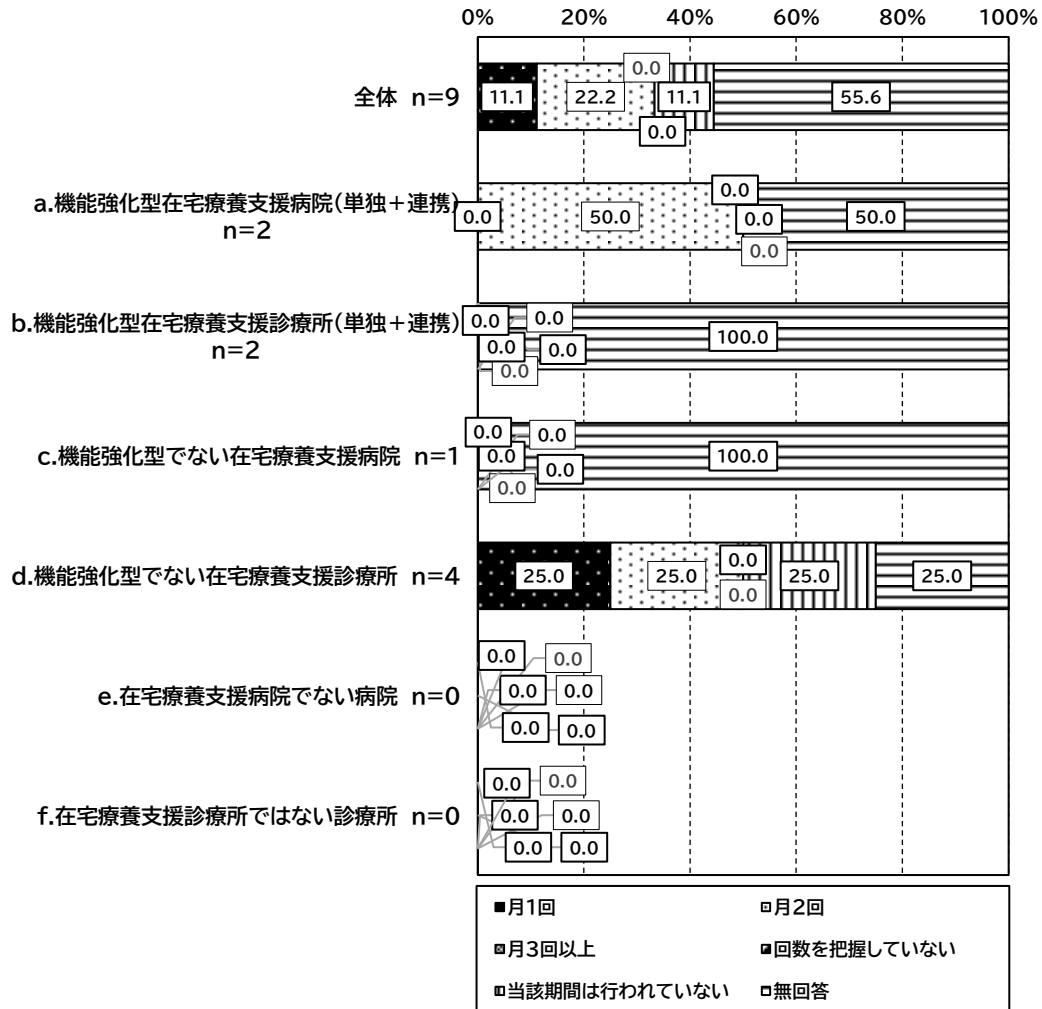 0% 20% 40% 60% 80% 100%
全体 n=9
11.1 22.2 0.0 0.0 11.1 55.6
a.機能強化型在宅療養支援病院(単独+連携)
n=2
0.0 50.0 0.0 0.0 0.0 50.0
b.機能強化型在宅療養支援診療所(単独+連携)
n=2
0.0 0.0 0.0 0.0 0.0 100.0
c.機能強化型でない在宅療養支援病院 n=1
0.0 0.0 0.0 0.0 0.0 100.0
d.機能強化型でない在宅療養支援診療所 n=4
25.0 25.0 0.0 0.0 25.0 25.0
e.在宅療養支援病院でない病院 n=0
0.0 0.0
0.0 0.0
0.0 0.0
f.在宅療養支援診療所ではない診療所 n=0
0.0 0.0
0.0 0.0
0.0 0.0
月1回 月2回
月3回以上 回数を把握していない
当該期間は行われていない 無回答